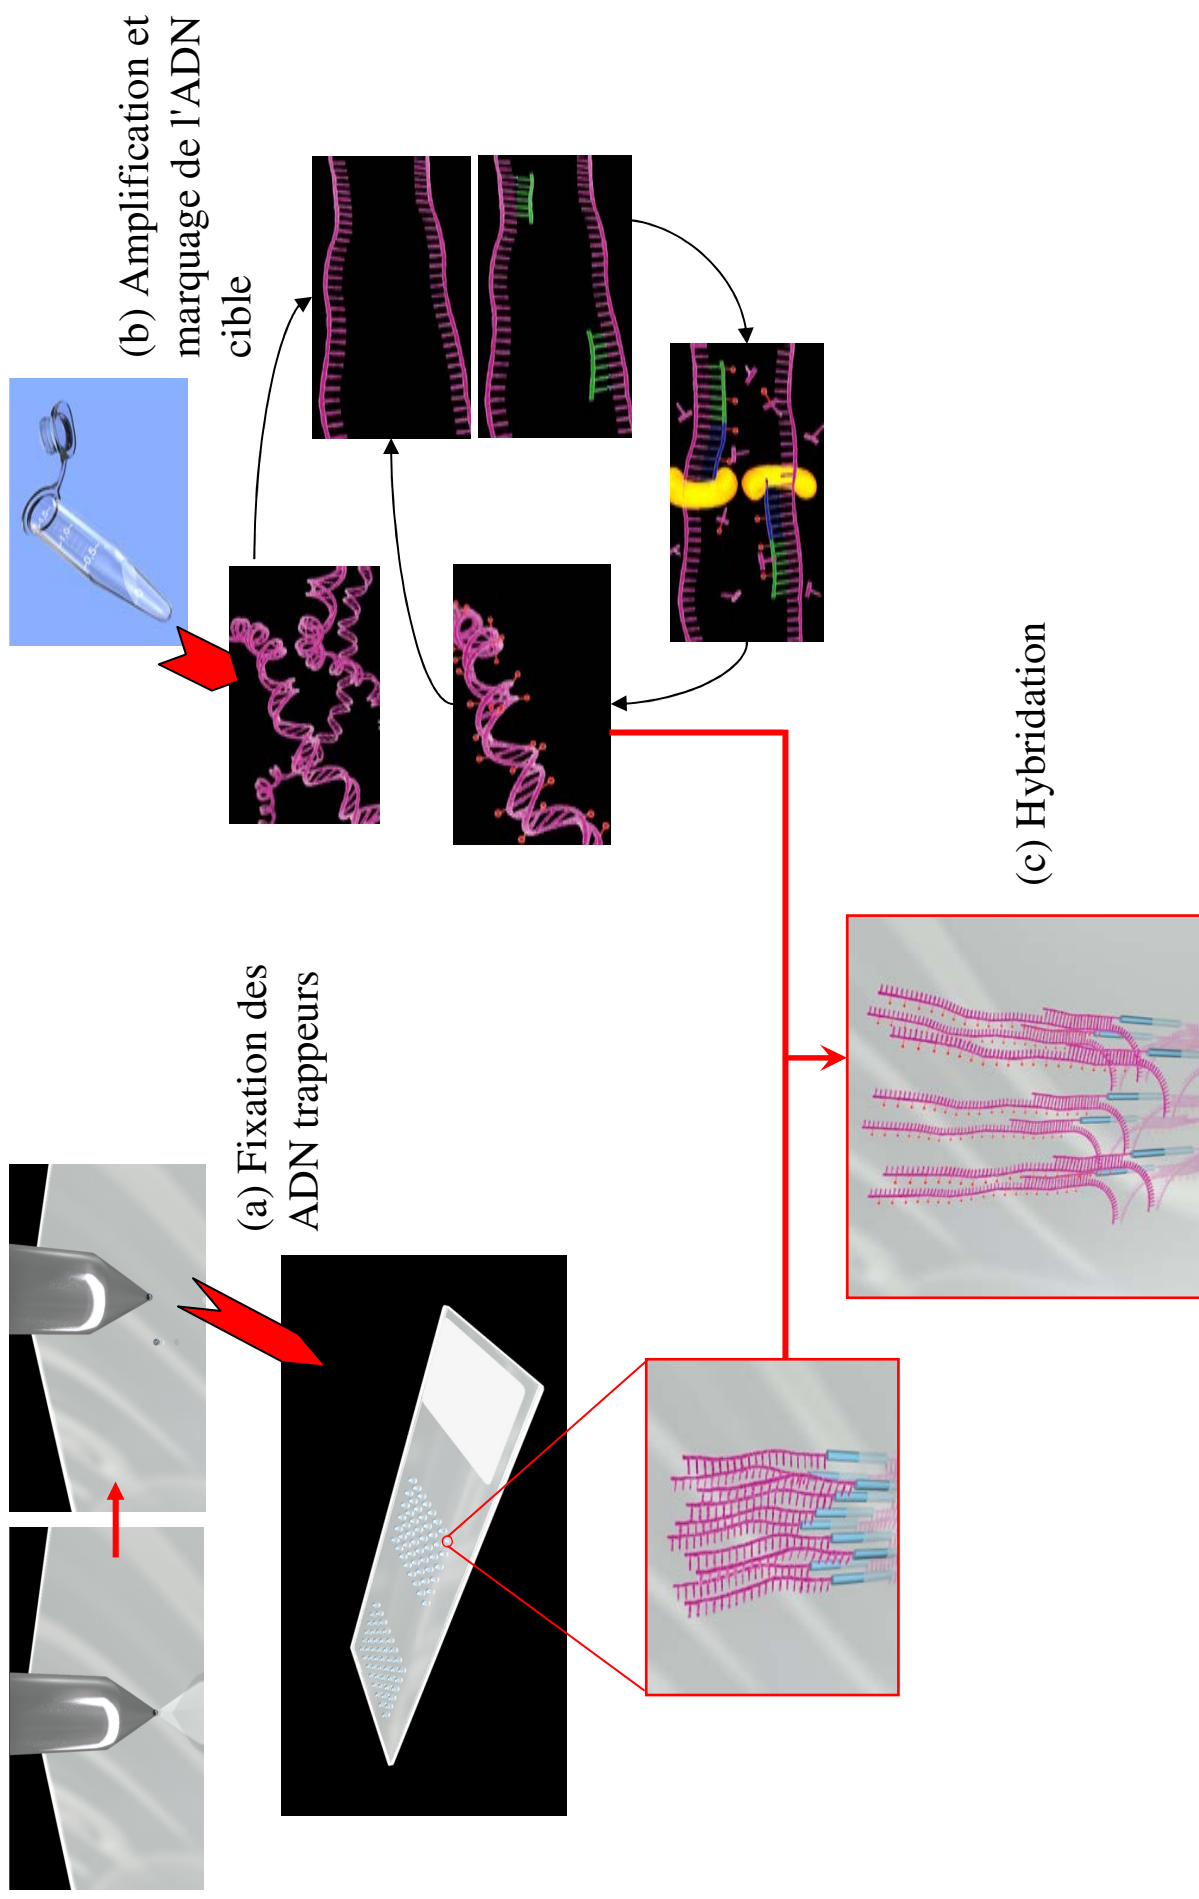 (a) Fixation des
ADN trappeurs
(b) Amplification et
marquage de l'ADN
cible
(c) Hybridation